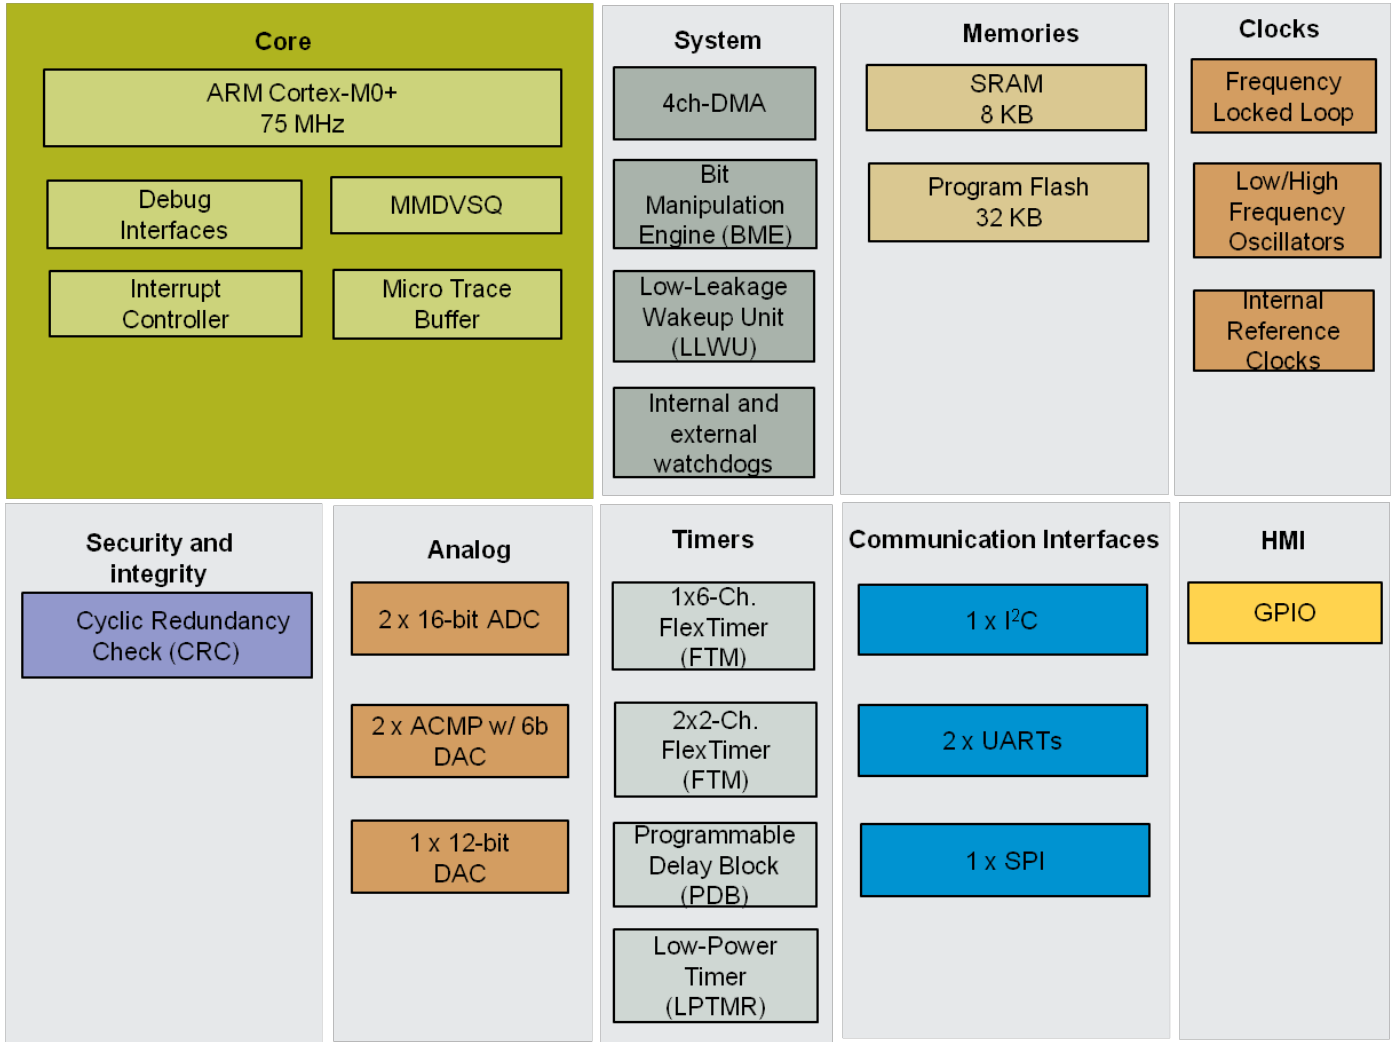 Core
ARM Cortex-M0+
75 MHz
Debug
Interfaces
MMDVSQ
Interrupt
Controller
Micro Trace
Buffer
System
4ch-DMA
Bit
Manipulation
Engine (BME)
Low-Leakage
Wakeup Unit
(LLWU)
Internal and
external
watchdogs
Memories
SRAM
8 KB
Program Flash
32 KB
Clocks
Frequency
Locked Loop
Low/High
Frequency
Oscillators
Internal
Reference
Clocks
Security and
integrity
Cyclic Redundancy
Check (CRC)
Analog
2 x 16-bit ADC
2 x ACMP w/ 6b
DAC
1 x 12-bit
DAC
Timers
1x6-Ch.
FlexTimer
(FTM)
2x2-Ch.
FlexTimer
(FTM)
Programmable
Delay Block
(PDB)
Low-Power
Timer
(LPTMR)
Communication Interfaces
1 x I²C
2 x UARTs
1 x SPI
HMI
GPIO